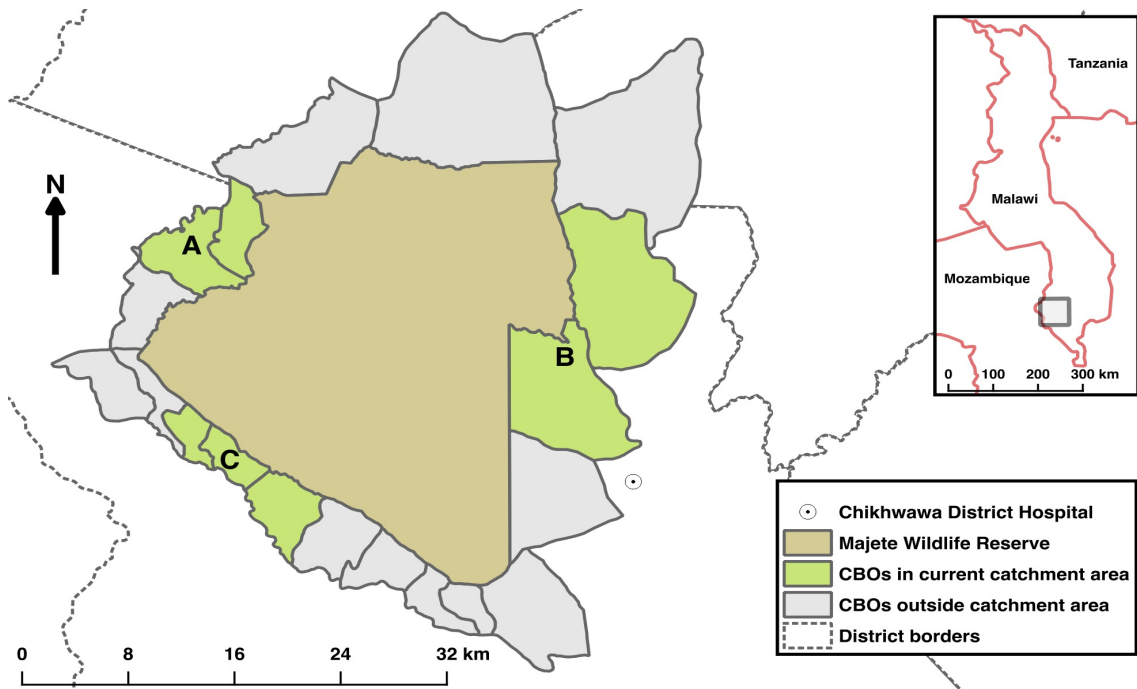 N
A
B
C
0 8 16 24 32 km
Tanzania
Malawi
Mozambique
0 100 200 300 km
Chikhwawa District Hospital
Majete Wildlife Reserve
CBOs in current catchment area
CBOs outside catchment area
District borders